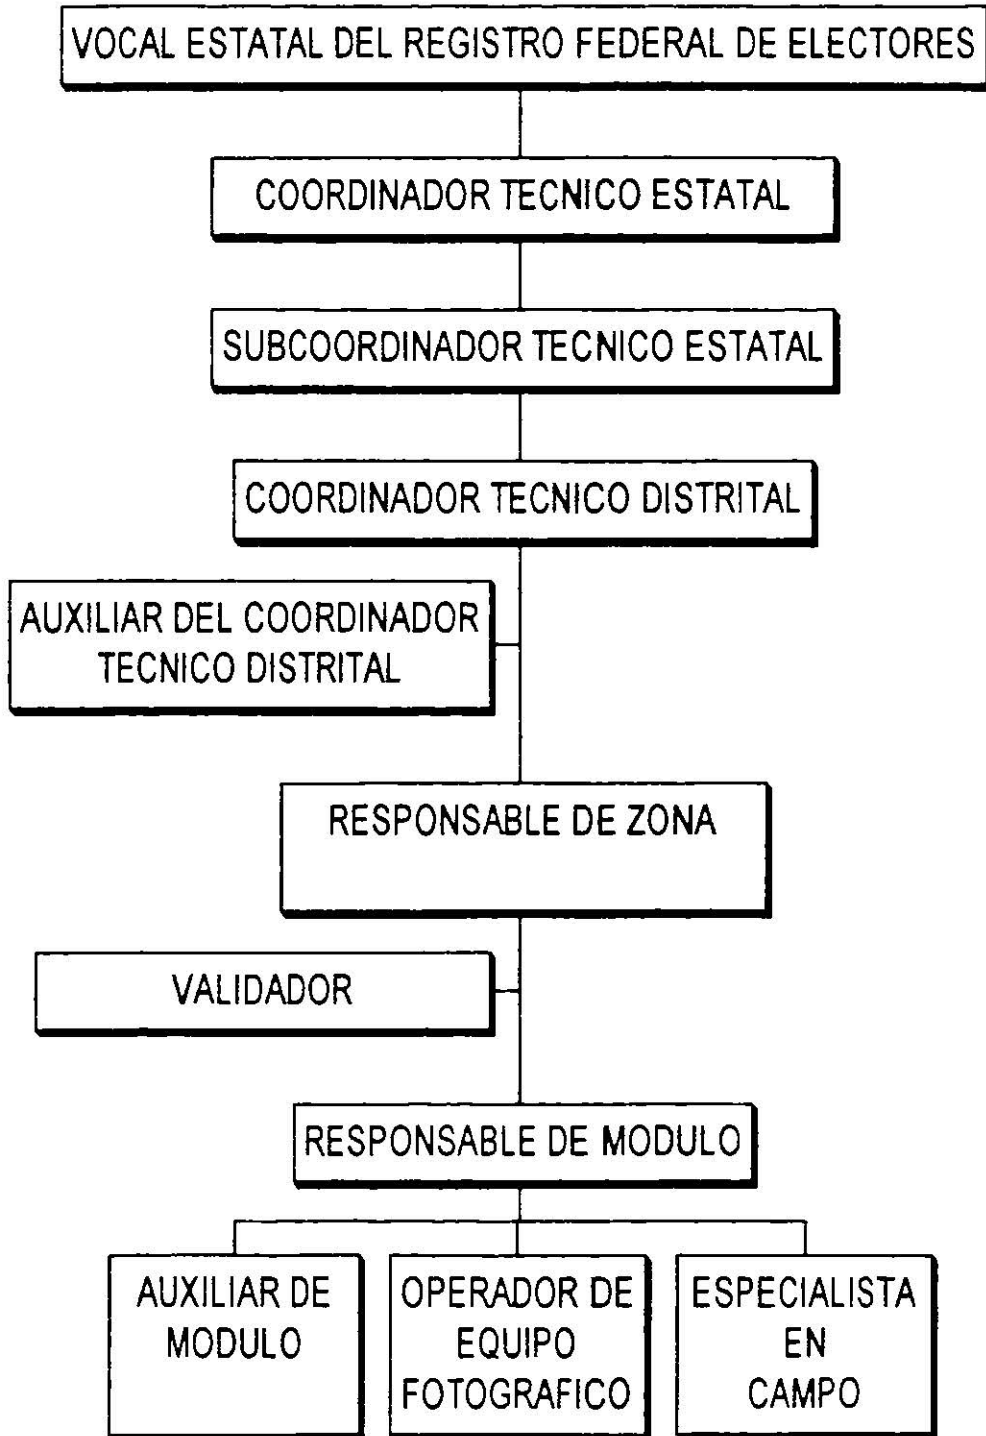 VOCAL ESTATAL DEL REGISTRO FEDERAL DE ELECTORES
COORDINADOR TECNICO ESTATAL
SUBCOORDINADOR TECNICO ESTATAL
COORDINADOR TECNICO DISTRITAL
AUXILIAR DEL COORDINADOR
TECNICO DISTRITAL
RESPONSABLE DE ZONA
VALIDADOR
RESPONSABLE DE MODULO
AUXILIAR DE
MODULO
OPERADOR DE
EQUIPO
FOTOGRAFICO
ESPECIALISTA
EN
CAMPO